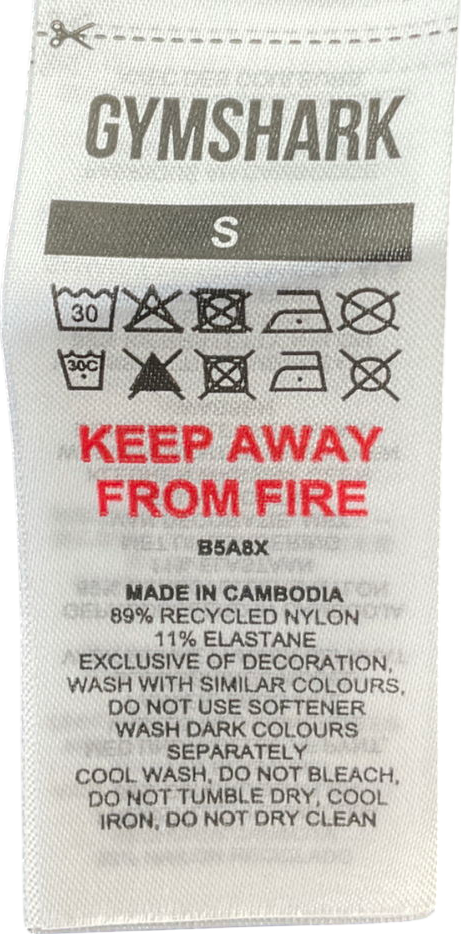 GYMSHARK
S
30
30C
KEEP AWAY
FROM FIRE
B5A8X
MADE IN CAMBODIA
89% RECYCLED NYLON
11% ELASTANE
EXCLUSIVE OF DECORATION,
WASH WITH SIMILAR COLOURS,
DO NOT USE SOFTENER
WASH DARK COLOURS
SEPARATELY
COOL WASH, DO NOT BLEACH,
DO NOT TUMBLE DRY, COOL
IRON, DO NOT DRY CLEAN